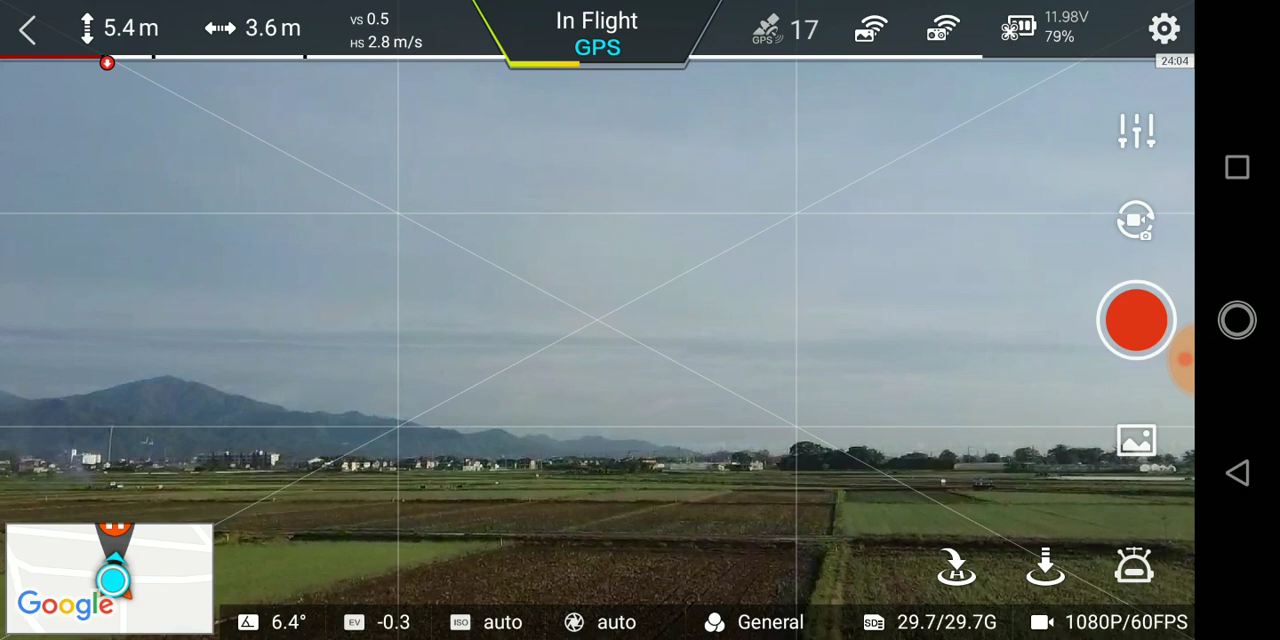 5.4 m
3.6 m
VS 0.5
HS 2.8 m/s
In Flight
GPS
GPS
17
11.98V
79%
24:04
H
Google
6.4°
EV -0.3
ISO auto
auto
General
SD 29.7/29.7G
1080P/60FPS